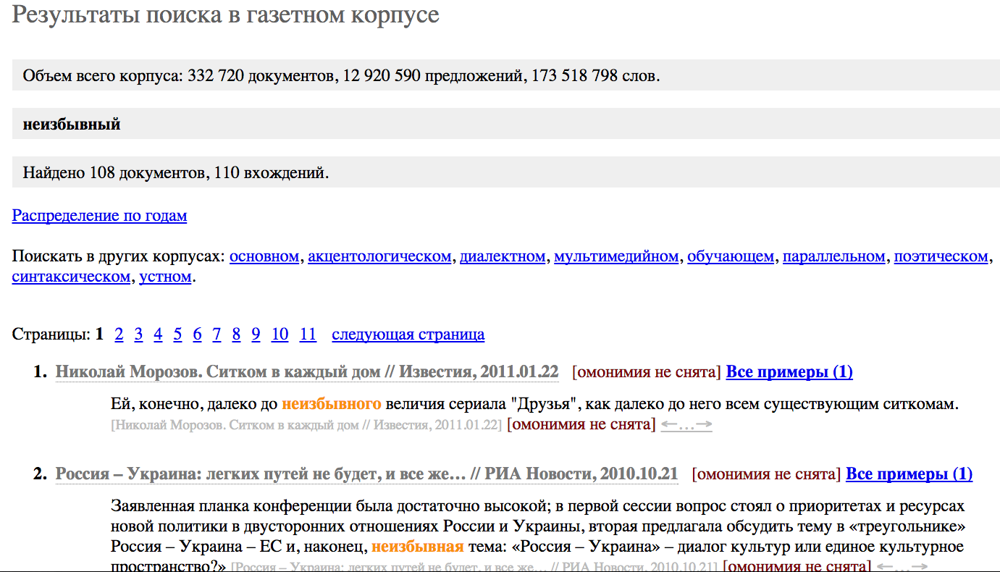 Результаты поиска в газетном корпусе
Объем всего корпуса: 332 720 документов, 12 920 590 предложений, 173 518 798 слов.
неизбывный
Найдено 108 документов, 110 вхождений.
Распределение по годам
Поискать в других корпусах: основном, акцентологическом, диалектном, мультимедийном, обучающем, параллельном, поэтическом,
синтаксическом, устном.
Страницы: 1 2 3 4 5 6 7 8 9 10 11 следующая страница
1. Николай Морозов. Ситком в каждый дом // Известия, 2011.01.22 [омонимия не снята] Все примеры (1)
Ей, конечно, далеко до неизбывного величия сериала "Друзья", как далеко до него всем существующим ситкомам.
[Николай Морозов. Ситком в каждый дом // Известия, 2011.01.22] [омонимия не снята] ←…→
2. Россия – Украина: легких путей не будет, и все же… // РИА Новости, 2010.10.21 [омонимия не снята] Все примеры (1)
Заявленная планка конференции была достаточно высокой; в первой сессии вопрос стоял о приоритетах и ресурсах
новой политики в двусторонних отношениях России и Украины, вторая предлагала обсудить тему в «треугольнике»
Россия – Украина – ЕС и, наконец, неизбывная тема: «Россия – Украина» – диалог культур или единое культурное
пространство?» [Россия – Украина: легких путей не будет, и все же… // РИА Новости, 2010.10.21] [омонимия не снята] ←…→